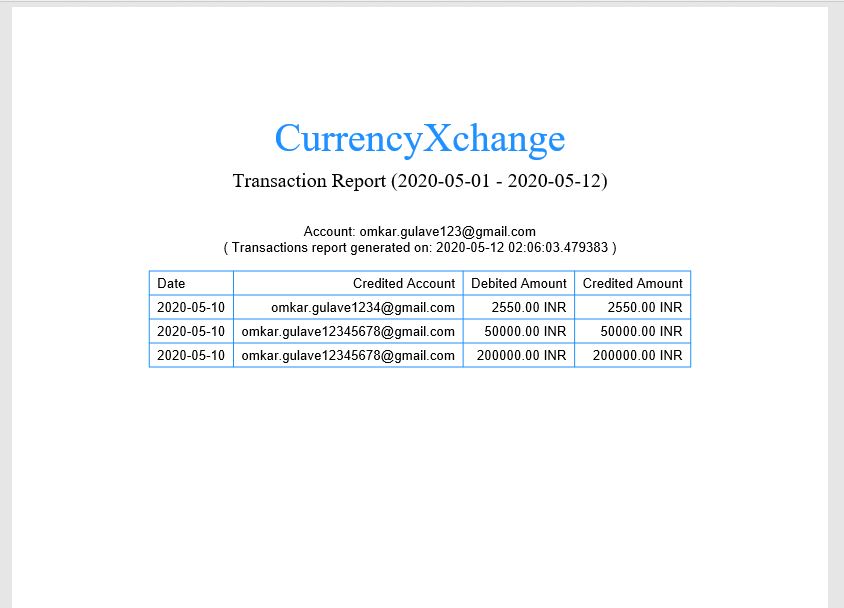 CurrencyXchange
Transaction Report (2020-05-01 - 2020-05-12)
Account: omkar.gulave123@gmail.com
( Transactions report generated on: 2020-05-12 02:06:03.479383 )
Date Credited Account Debited Amount Credited Amount
2020-05-10 omkar.gulave1234@gmail.com 2550.00 INR 2550.00 INR
2020-05-10 omkar.gulave12345678@gmail.com 50000.00 INR 50000.00 INR
2020-05-10 omkar.gulave12345678@gmail.com 200000.00 INR 200000.00 INR